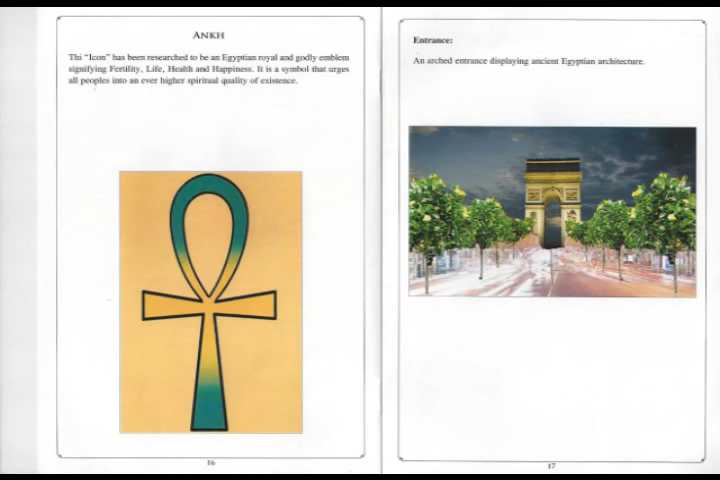 ANKH
Thi "Icon" has been researched to be an Egyptian royal and godly emblem
signifying Fertility, Life, Health and Happiness. It is a symbol that urges
all peoples into an ever higher spiritual quality of existence.
16
Entrance:
An arched entrance displaying ancient Egyptian architecture.
17